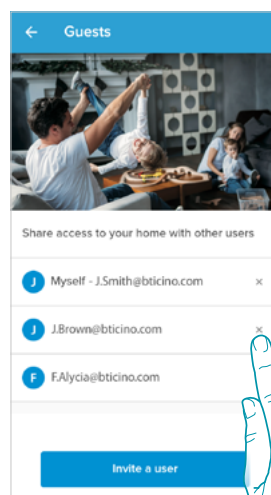 Guests
Share access to your home with other users
J Myself - J.Smith@bticino.com ×
J J.Brown@bticino.com ×
F F.Alycia@bticino.com
Invite a user